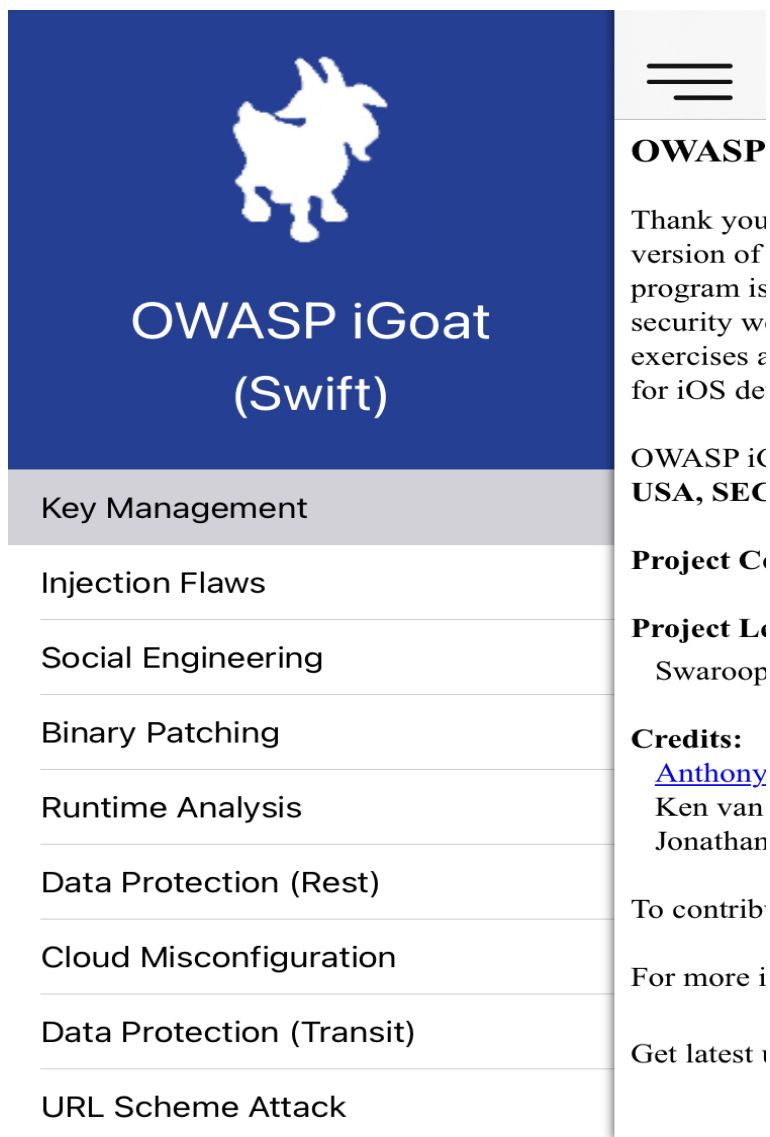 OWASP iGoat
(Swift)
Key Management
Injection Flaws
Social Engineering
Binary Patching
Runtime Analysis
Data Protection (Rest)
Cloud Misconfiguration
Data Protection (Transit)
URL Scheme Attack
OWASP
Thank you
version of
program is
security
exercises
for iOS
OWASP
USA,
Project
Project
Swaroop
Credits:
Anthony
Ken van
Jonathan
To
For more
Get latest